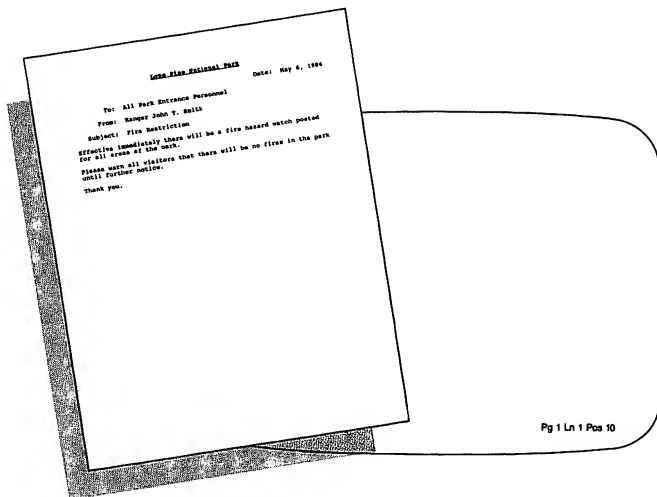 Lone Pine National Park
Date: May 6, 1986
To: All Park Entrance Personnel
From: Ranger John T. Smith
Subject: Fire Restriction
Effective immediately there will be a fire hazard watch posted
for all areas of the park.
Please warn all visitors that there will be no fires in the park
until further notice.
Thank you.
Pg 1 Ln 1 Pos 10